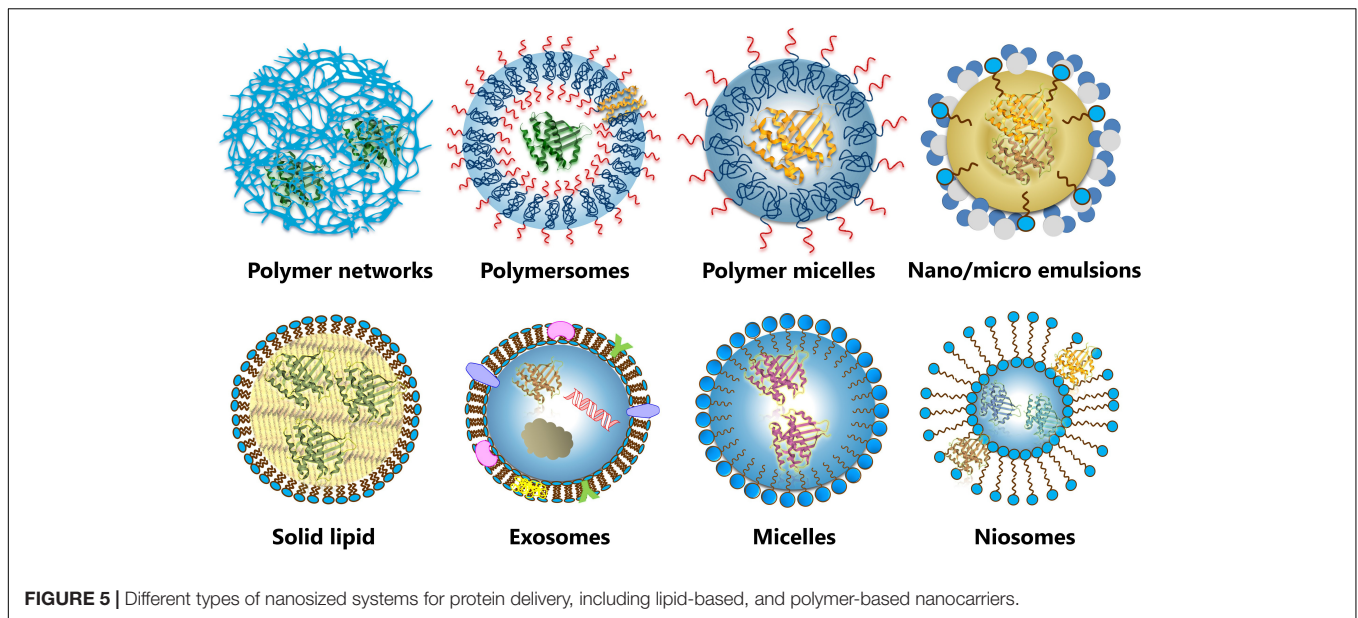 Polymer networks
Polymersomes
Polymer micelles
Nano/micro emulsions
Solid lipid
Exosomes
Micelles
Niosomes
FIGURE 5 | Different types of nanosized systems for protein delivery, including lipid-based, and polymer-based nanocarriers.